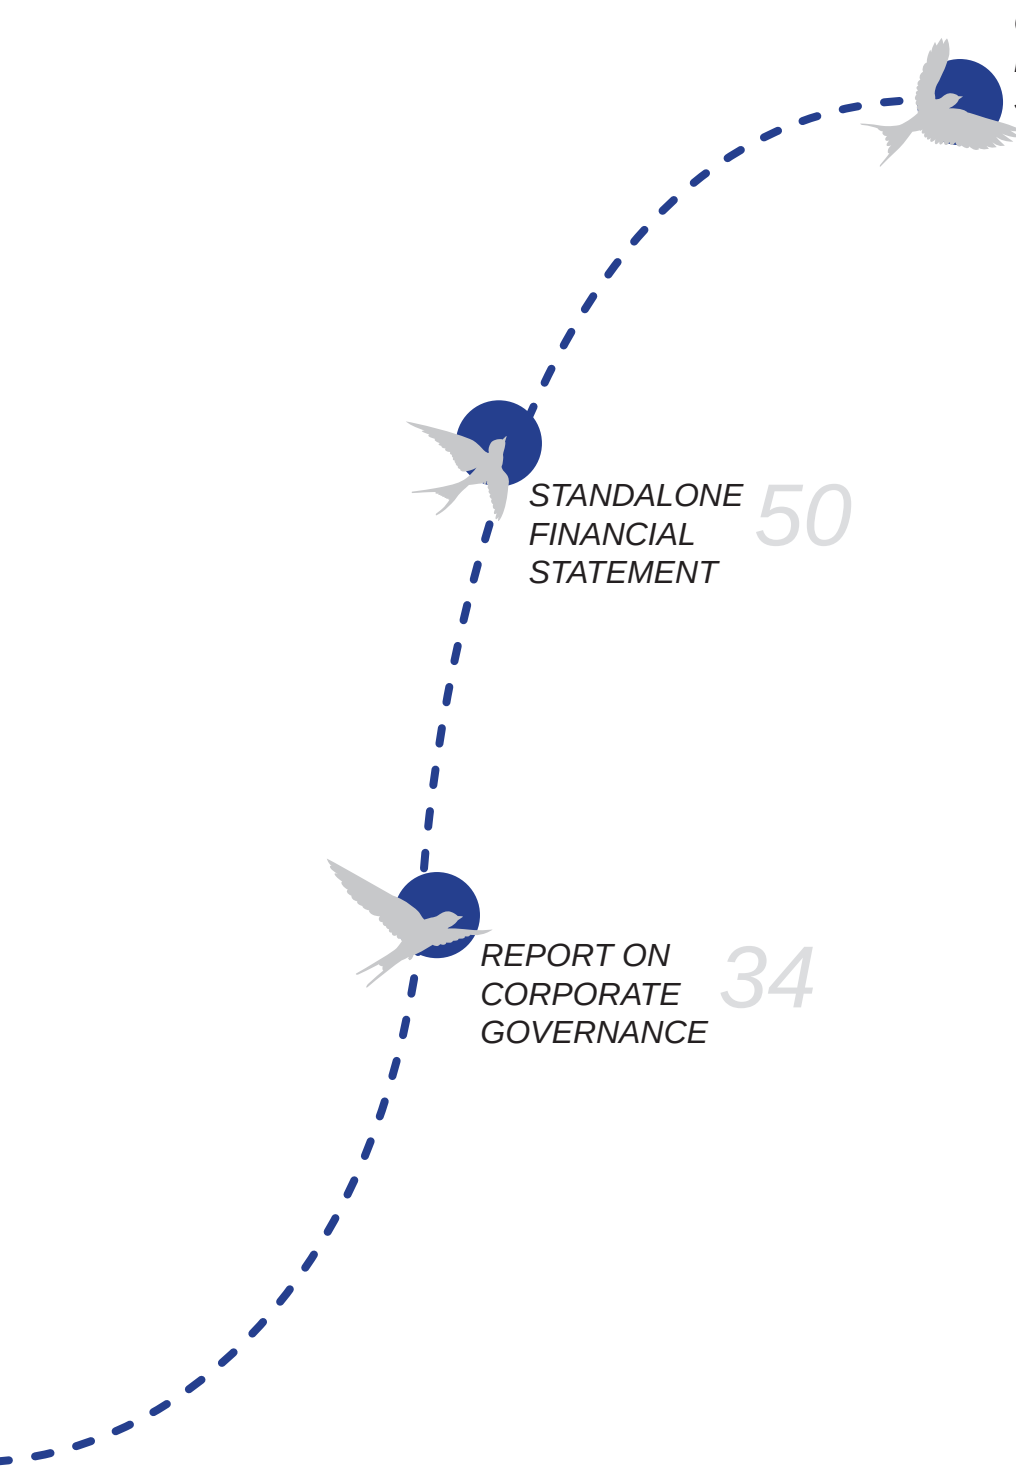 STANDALONE
FINANCIAL
STATEMENT
50
REPORT ON
CORPORATE
GOVERNANCE
34